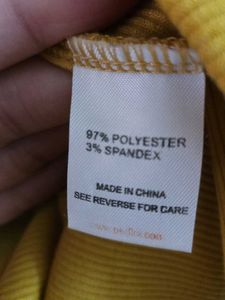 97% POLYESTER
3% SPANDEX
MADE IN CHINA
SEE REVERSE FOR CARE